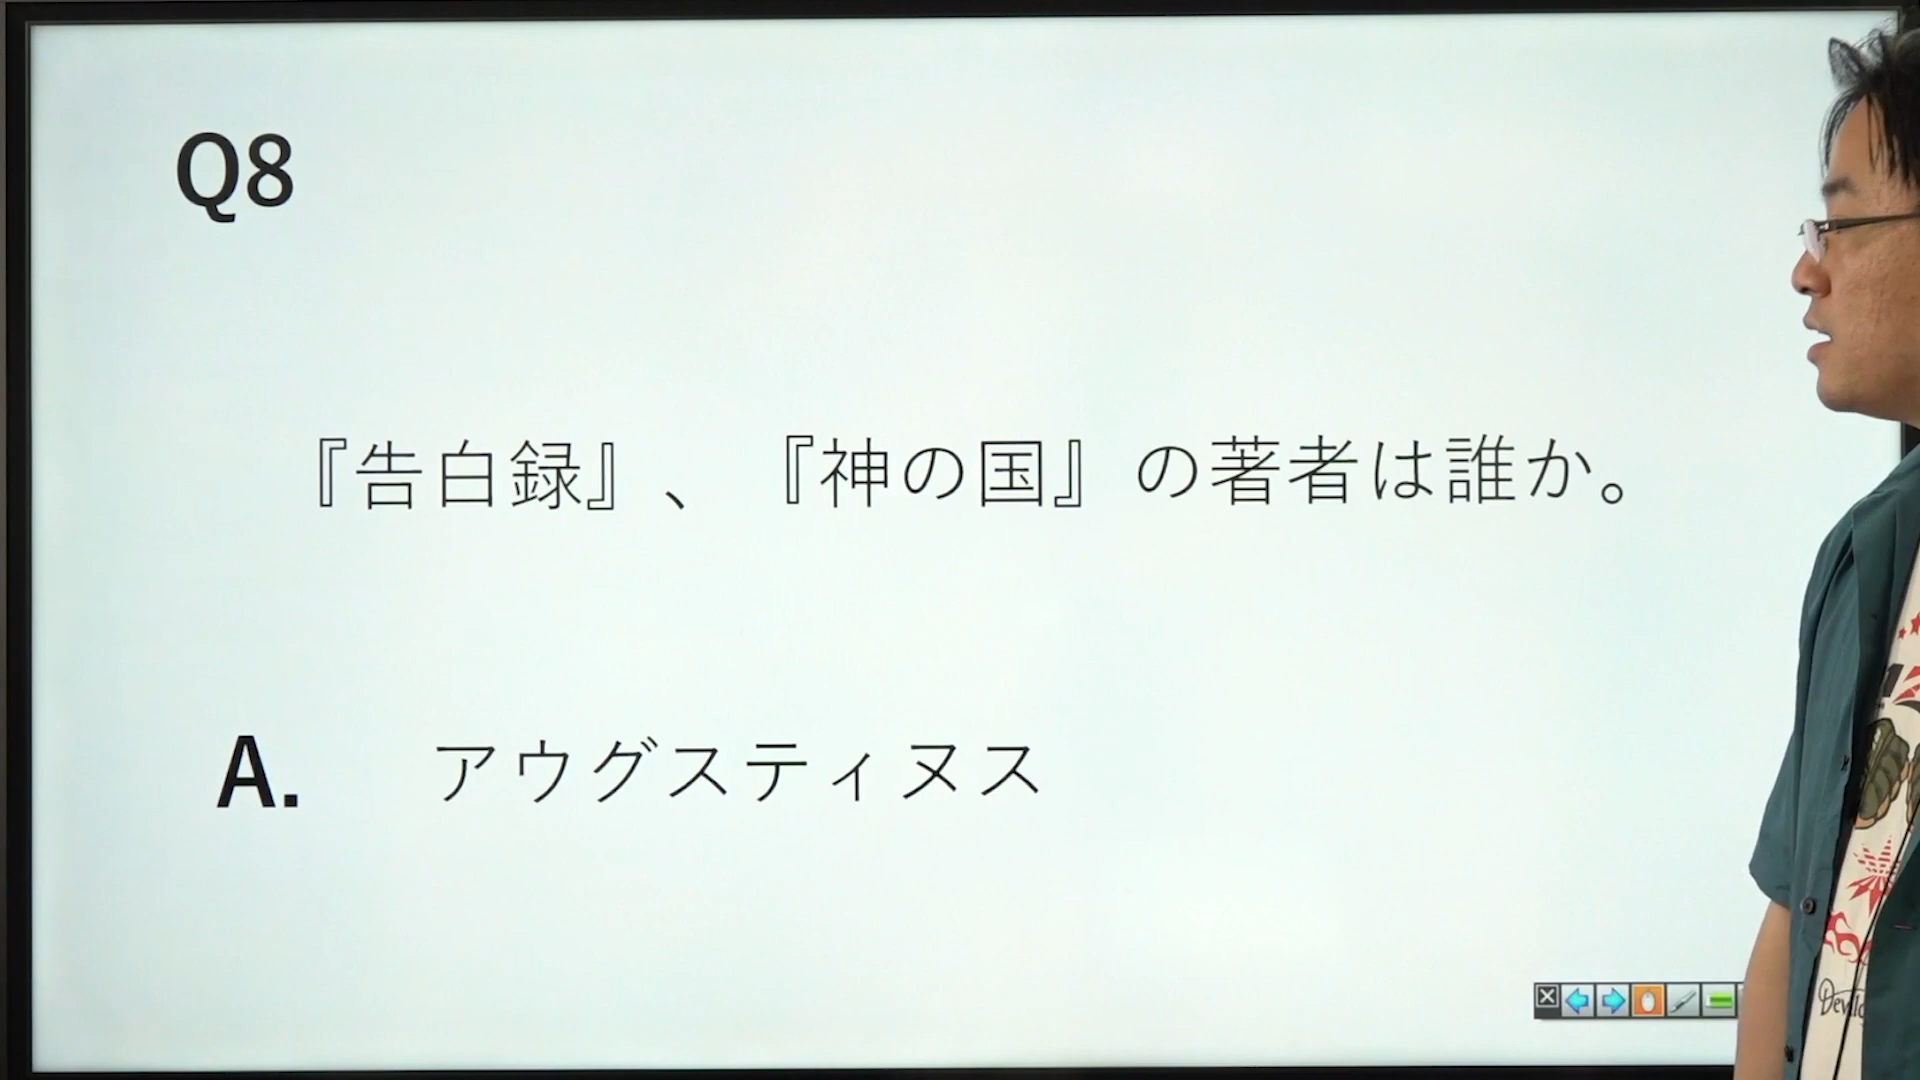 Q8
『告白録』、『神の国』の著者は誰か。
A. アウグスティヌス